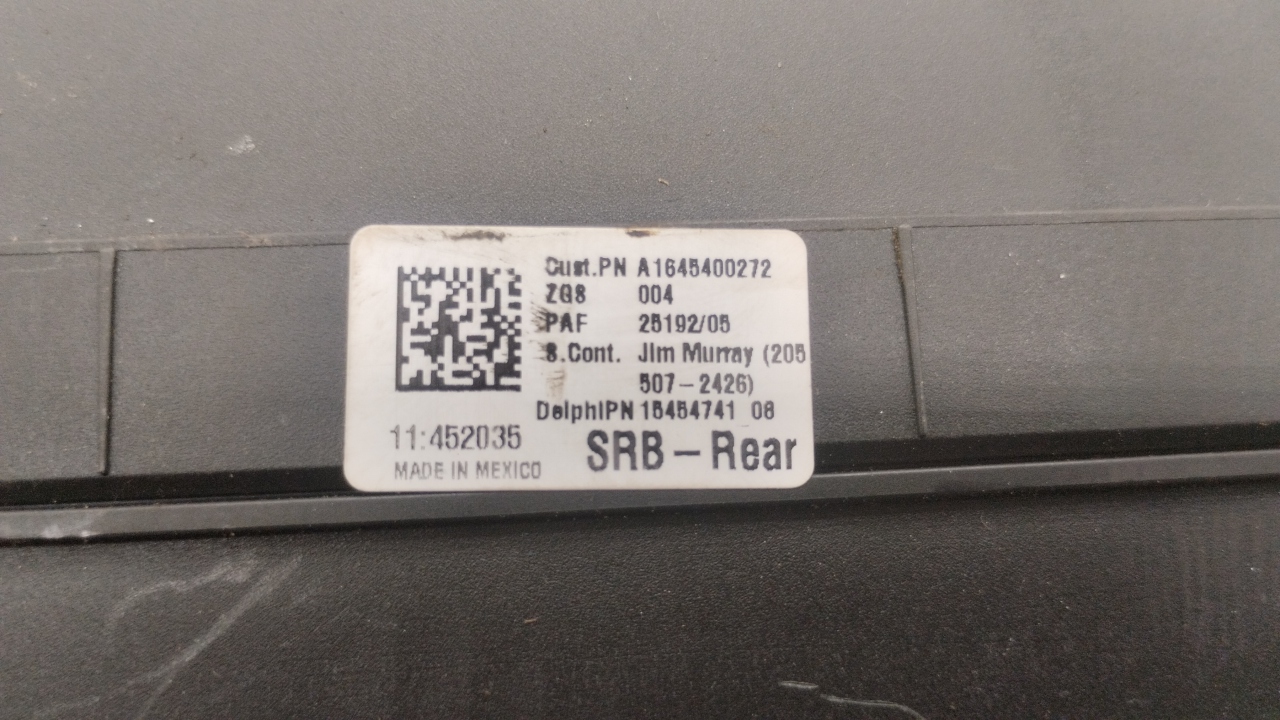 Cust.PN A1645400272
ZGS 004
PAF 25192/05
S.Cont. Jim Murray (205
507-2426)
DelphiPN 15454741 08
11:452035
SRB-Rear
MADE IN MEXICO